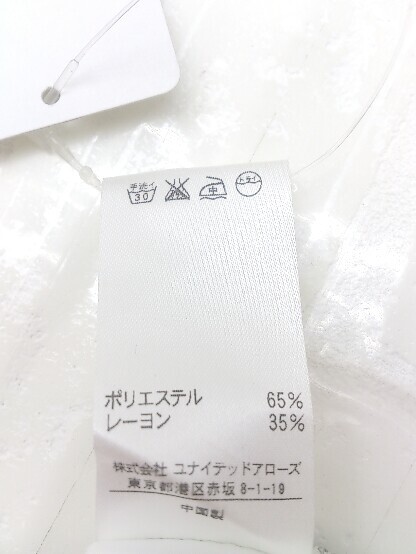 手洗イ 30 中 ドライ
ポリエステル 65%
レーヨン 35%
株式会社 ユナイテッドアローズ
東京都港区赤坂 8-1-19
中国製